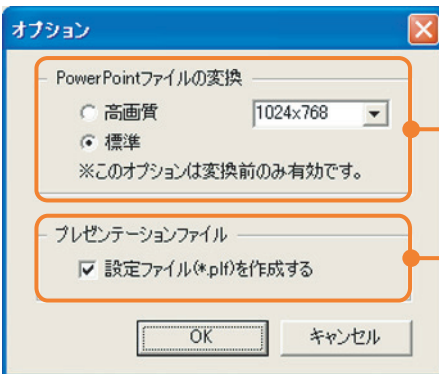 オプション
PowerPointファイルの変換
高画質 1024x768
標準
※このオプションは変換前のみ有効です。
プレゼンテーションファイル
設定ファイル(*.plf)を作成する
OK キャンセル